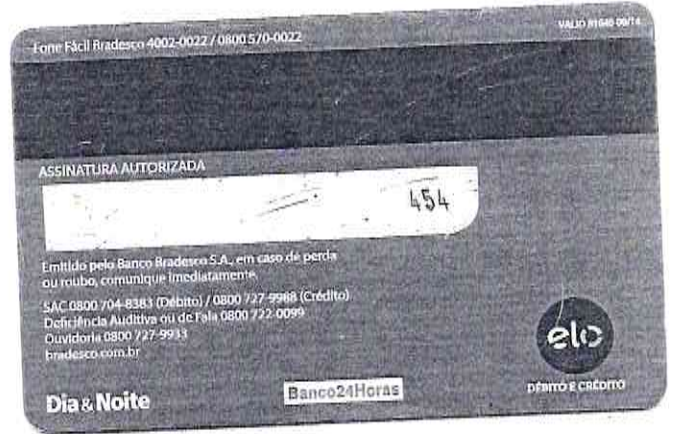 Fone Fácil Bradesco 4002-0022 / 0800 570-0022
ASSINATURA AUTORIZADA
454
Emitido pelo Banco Bradesco S.A., em caso de perda
ou roubo, comunique imediatamente.
SAC 0800 704-8383 (Débito) / 0800 727-9988 (Crédito)
Deficiência Auditiva ou de Fala 0800 722-0099
Ouvidoria 0800 727-9933
bradesco.com.br
elo
DÉBITO E CRÉDITO
Dia & Noite
Banco24Horas